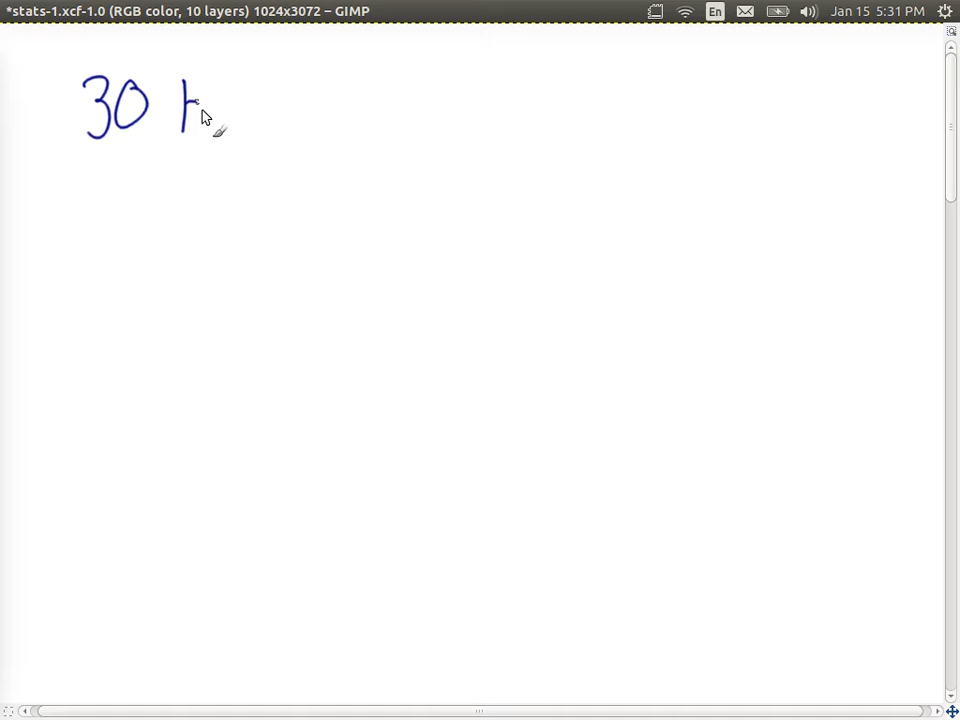 *stats-1.xcf-1.0 (RGB color, 10 layers) 1024x3072 – GIMP
En
Jan 15 5:31 PM
30